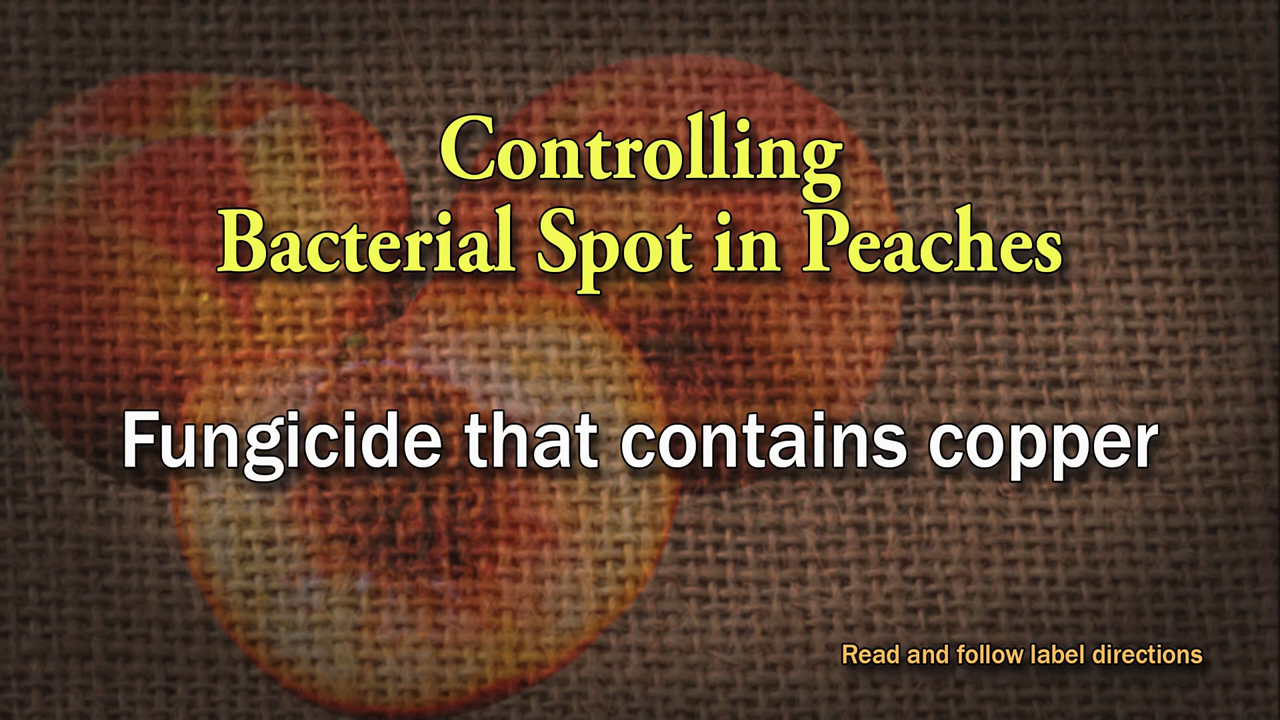 Controlling
Bacterial Spot in Peaches
Fungicide that contains copper
Read and follow label directions